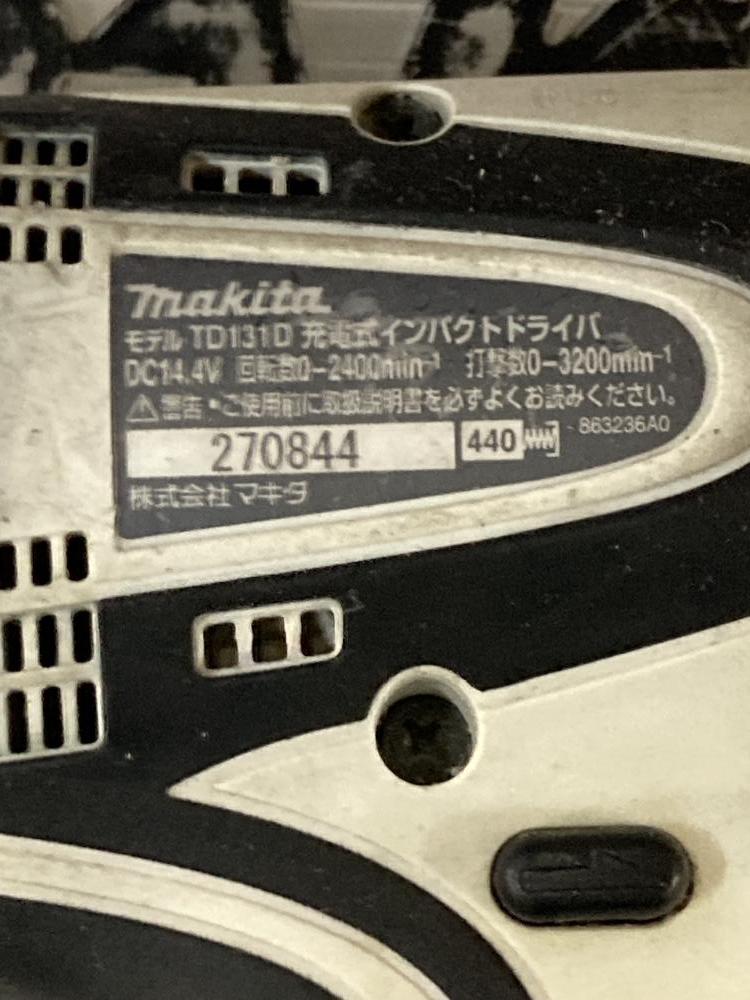 makita
モデル TD131D 充電式インパクトドライバ
DC14.4V 回転数0-2400min-1 打撃数0-3200min-1
⚠警告•ご使用前に取扱説明書を必ずよくお読みください。
270844 440 863236A0
株式会社マキタ